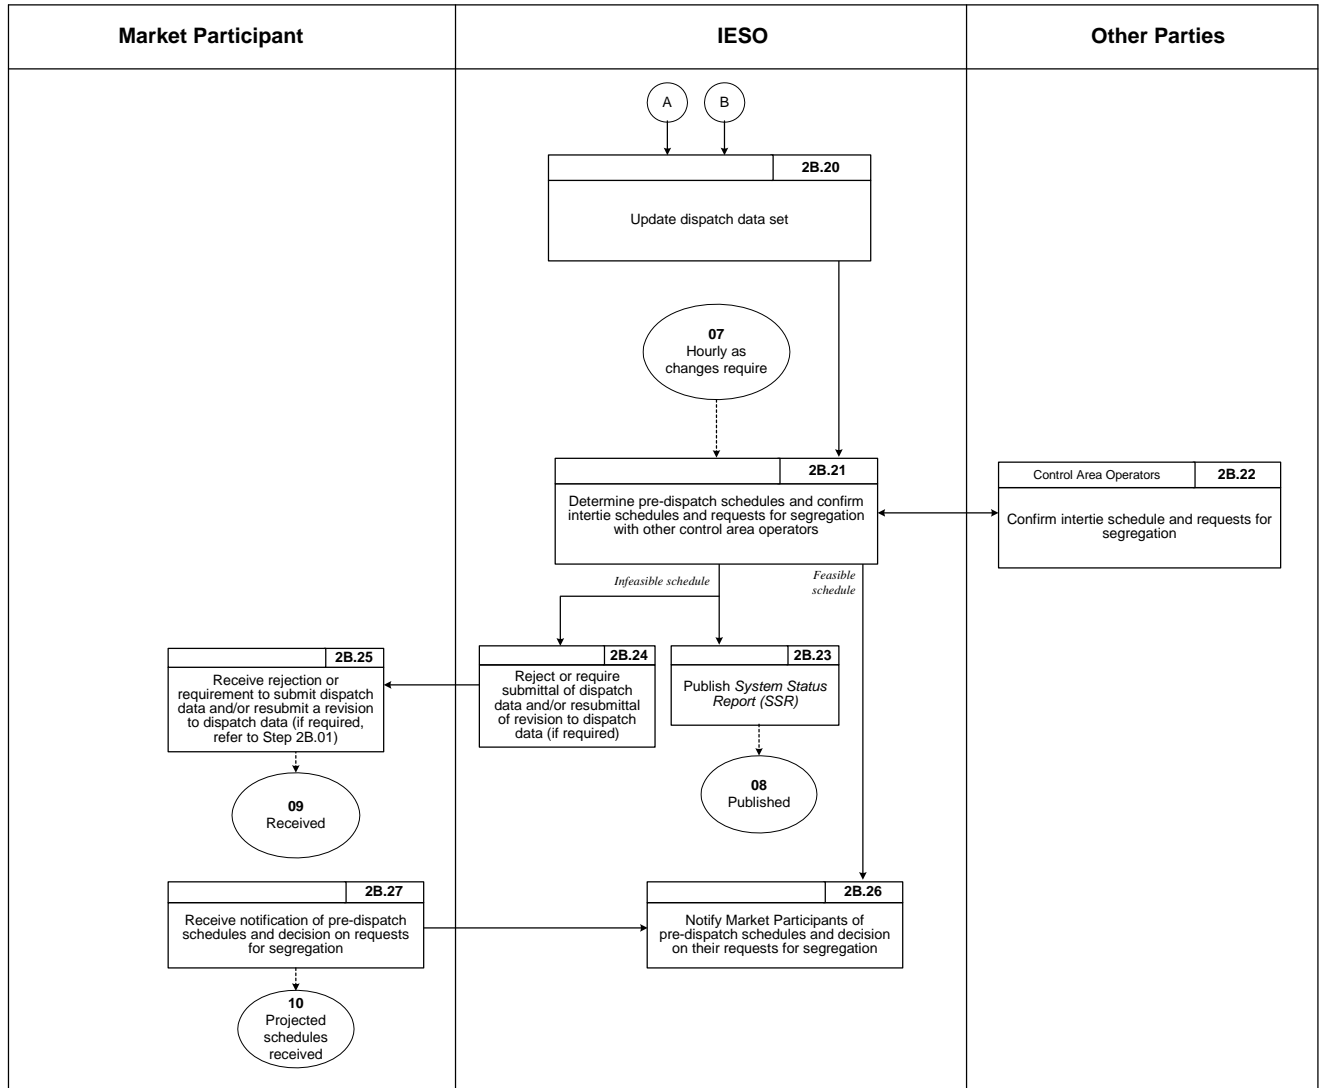 Market Participant
IESO
Other Parties
A
B
2B.20
Update dispatch data set
07
Hourly as
changes require
2B.21
Determine pre-dispatch schedules and confirm
intertie schedules and requests for segregation
with other control area operators
Control Area Operators
2B.22
Confirm intertie schedule and requests for
segregation
Infeasible schedule
Feasible
schedule
2B.25
Receive rejection or
requirement to submit dispatch
data and/or resubmit a revision
to dispatch data (if required,
refer to Step 2B.01)
2B.24
Reject or require
submittal of dispatch
data and/or resubmittal
of revision to dispatch
data (if required)
2B.23
Publish System Status
Report (SSR)
09
Received
08
Published
2B.27
Receive notification of pre-dispatch
schedules and decision on requests
for segregation
2B.26
Notify Market Participants of
pre-dispatch schedules and decision
on their requests for segregation
10
Projected
schedules
received